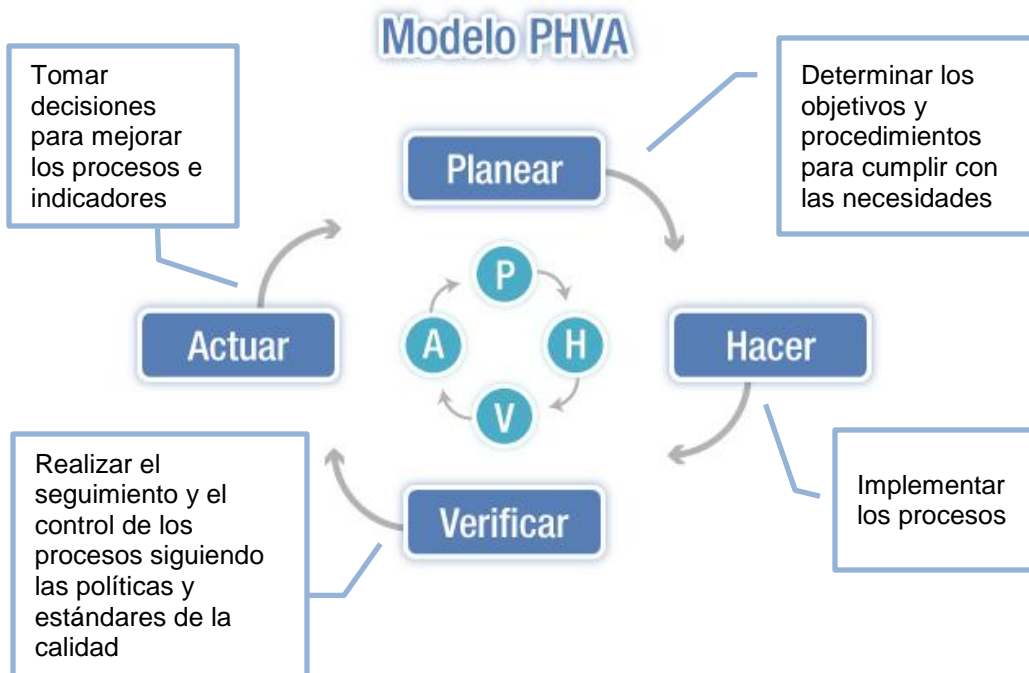 Modelo PHVA
Tomar
decisiones
para mejorar
los procesos e
indicadores
Determinar los
objetivos y
procedimientos
para cumplir con
las necesidades
Planear
P
A
H
V
Actuar
Hacer
Verificar
Realizar el
seguimiento y el
control de los
procesos siguiendo
las políticas y
estándares de la
calidad
Implementar
los procesos